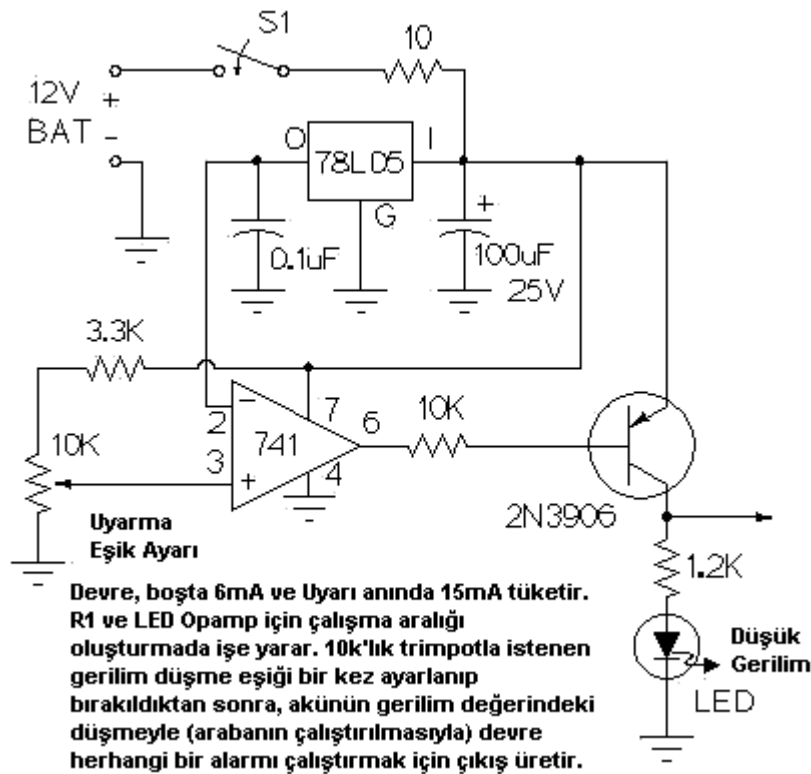 S1
10
12V
+
BAT
-
O
78L05
I
G
+
0.1uF
100uF
25V
3.3K
2
-
7
6
10K
741
10K
3
+
4
2N3906
Uyarma
Eşik Ayarı
1.2K
Devre, boşta 6mA ve Uyarı anında 15mA tüketir.
R1 ve LED Opamp için çalışma aralığı
oluşturmada işe yarar. 10k'lık trimpotla istenen
gerilim düşme eşiği bir kez ayarlanıp
bırakıldıktan sonra, akünün gerilim değerindeki
düşmeyle (arabanın çalıştırılmasıyla) devre
herhangi bir alarmı çalıştırmak için çıkış üretir.
Düşük
Gerilim
LED